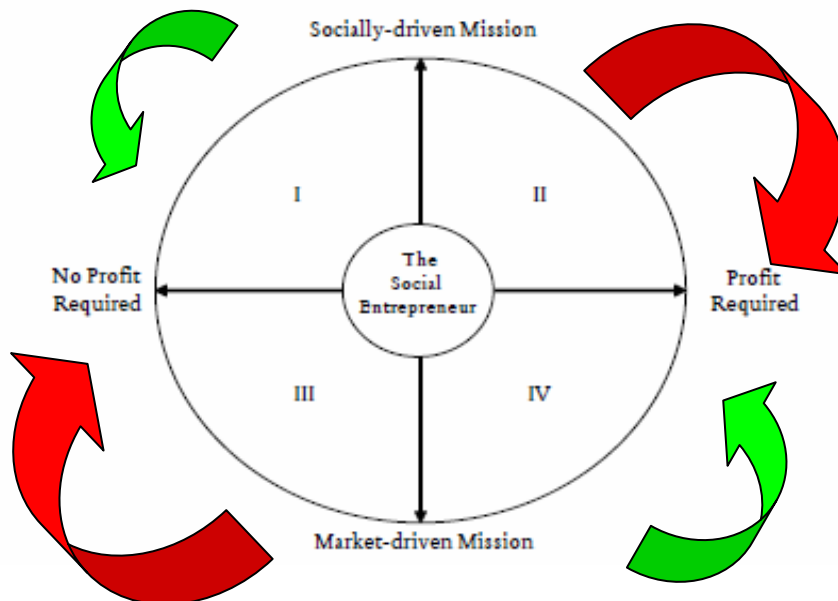 Socially-driven Mission
I
II
No Profit
Required
The
Social
Entrepreneur
Profit
Required
III
IV
Market-driven Mission